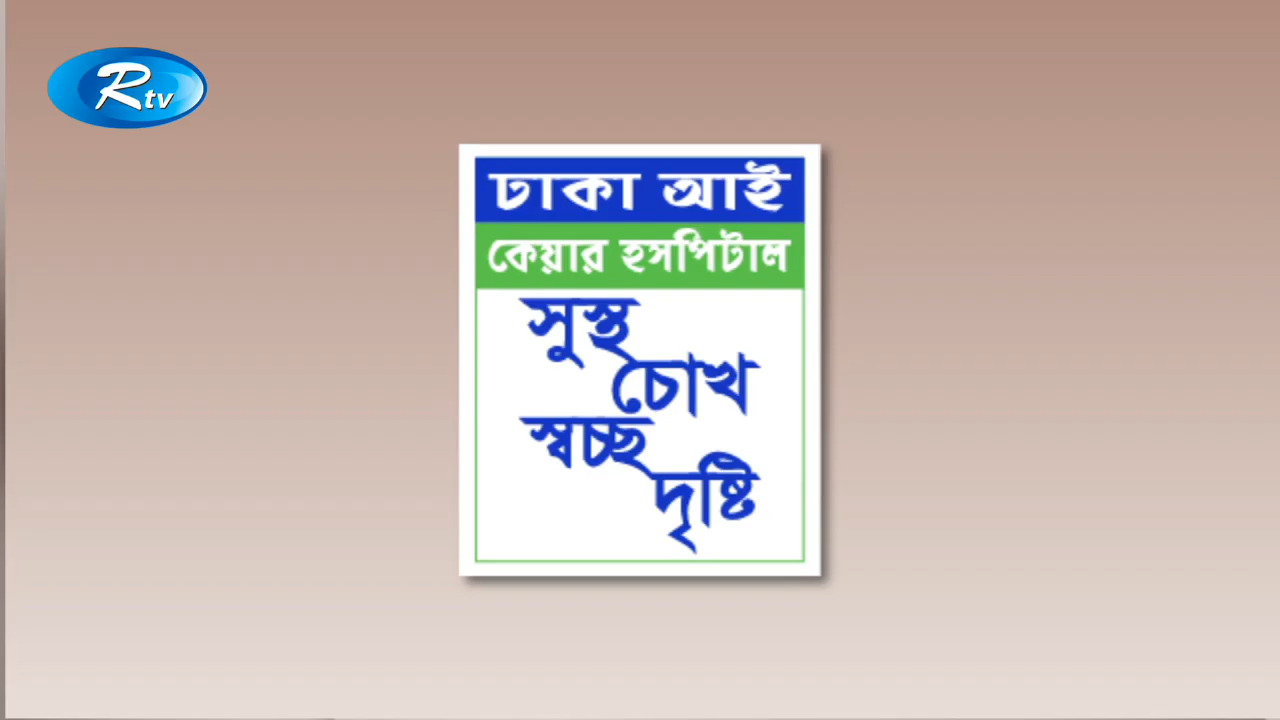 Rtv
ঢাকা আই
কেয়ার হসপিটাল
সুস্থ
চোখ
স্বচ্ছ
দৃষ্টি